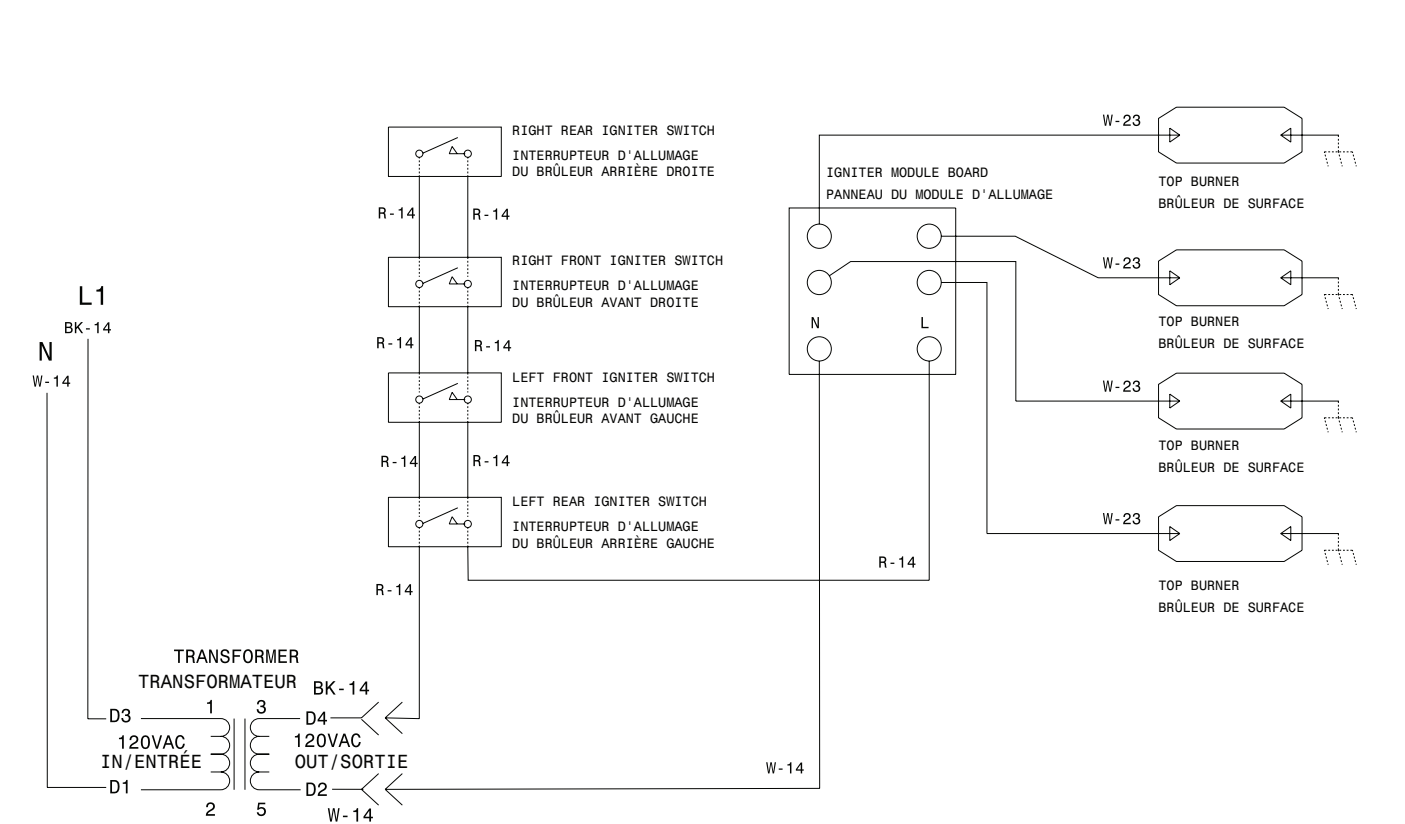 RIGHT REAR IGNITER SWITCH
INTERRUPTEUR D'ALLUMAGE
DU BRÛLEUR ARRIÈRE DROITE
R-14
R-14
RIGHT FRONT IGNITER SWITCH
INTERRUPTEUR D'ALLUMAGE
DU BRÛLEUR AVANT DROITE
R-14
R-14
LEFT FRONT IGNITER SWITCH
INTERRUPTEUR D'ALLUMAGE
DU BRÛLEUR AVANT GAUCHE
R-14
R-14
LEFT REAR IGNITER SWITCH
INTERRUPTEUR D'ALLUMAGE
DU BRÛLEUR ARRIÈRE GAUCHE
R-14
R-14
L1
BK-14
N
W-14
IGNITER MODULE BOARD
PANNEAU DU MODULE D'ALLUMAGE
N
L
W-23
TOP BURNER
BRÛLEUR DE SURFACE
W-23
TOP BURNER
BRÛLEUR DE SURFACE
W-23
TOP BURNER
BRÛLEUR DE SURFACE
W-23
TOP BURNER
BRÛLEUR DE SURFACE
TRANSFORMER
TRANSFORMATEUR
BK-14
1
3
D3
D4
120VAC
IN/ENTRÉE
120VAC
OUT/SORTIE
D1
D2
2
5
W-14
W-14